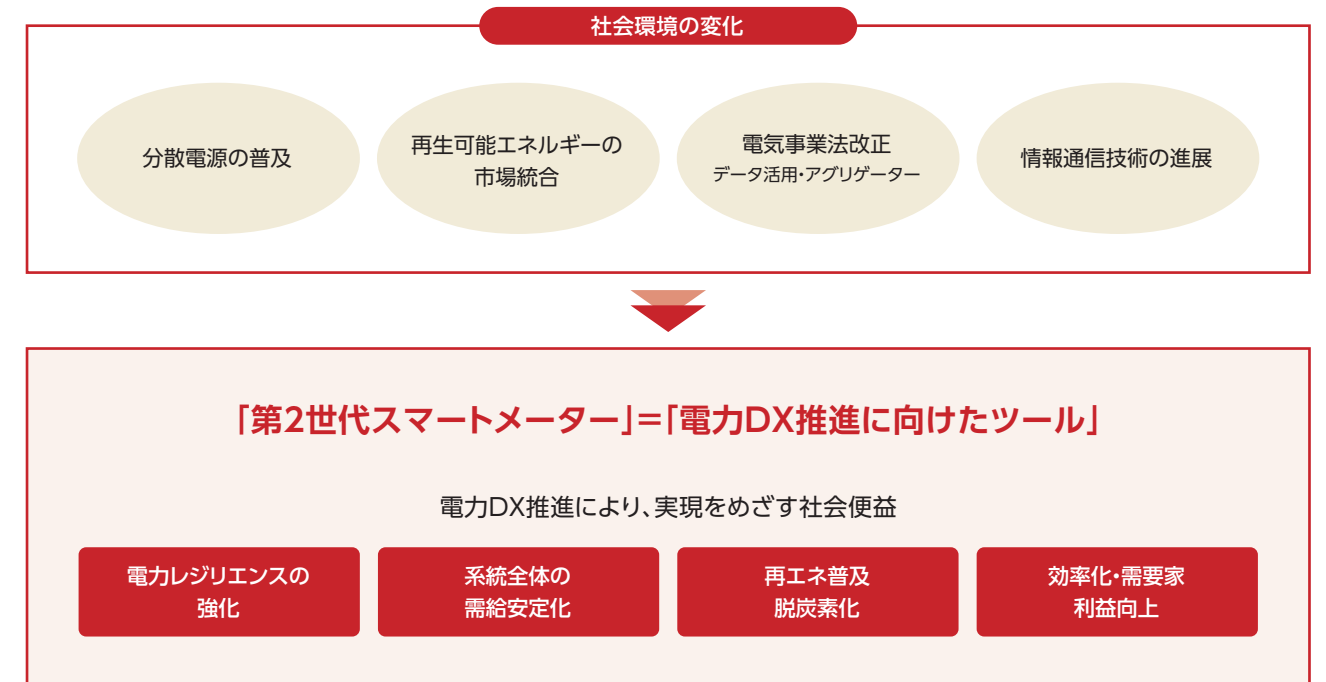 社会環境の変化
分散電源の普及
再生可能エネルギーの
市場統合
電気事業法改正
データ活用・アグリゲーター
情報通信技術の進展
「第2世代スマートメーター」=「電力DX推進に向けたツール」
電力DX推進により、実現をめざす社会便益
電力レジリエンスの
強化
系統全体の
需給安定化
再エネ普及
脱炭素化
効率化・需要家
利益向上